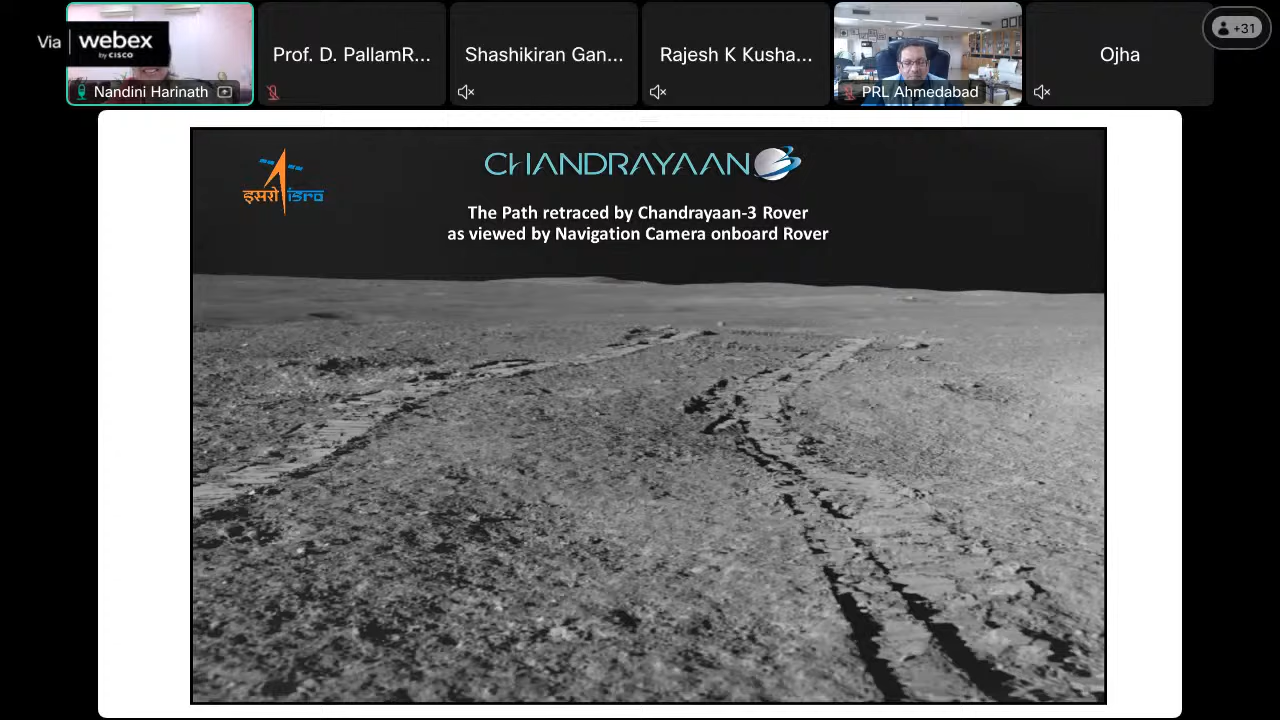 Via webex
by CISCO
Nandini Harinath
Prof. D. PallamR...
Shashikiran Gan...
Rajesh K Kusha...
PRL Ahmedabad
Ojha
+31
इसरो isro
CHANDRAYAAN 3
The Path retraced by Chandrayaan-3 Rover
as viewed by Navigation Camera onboard Rover